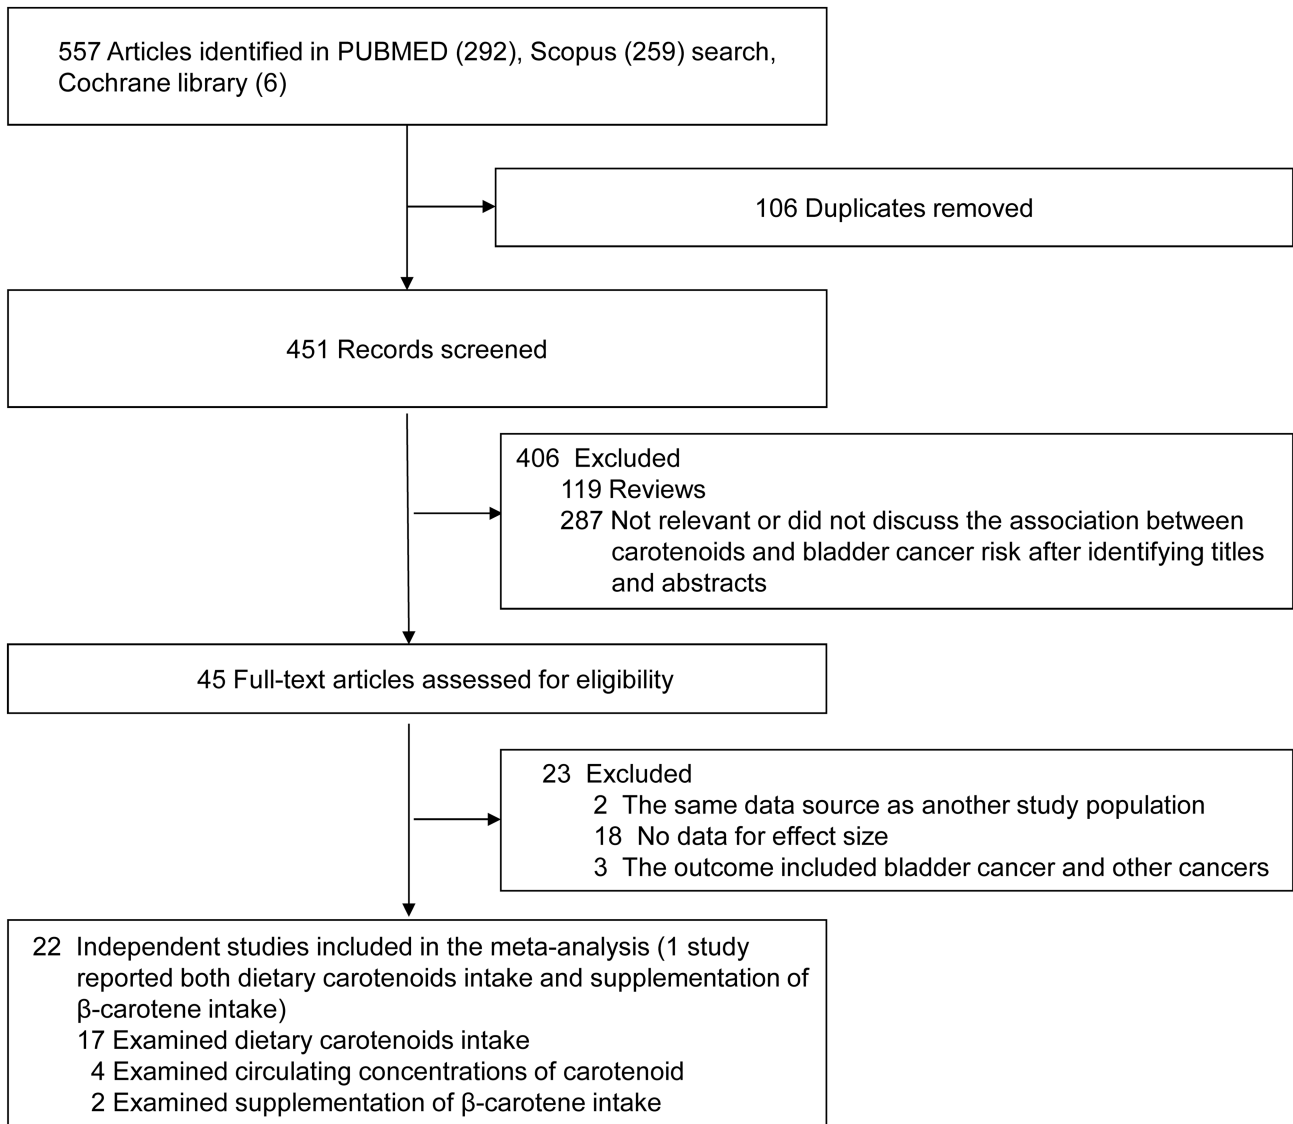 557 Articles identified in PUBMED (292), Scopus (259) search,
Cochrane library (6)
106 Duplicates removed
451 Records screened
406 Excluded
119 Reviews
287 Not relevant or did not discuss the association between
carotenoids and bladder cancer risk after identifying titles
and abstracts
45 Full-text articles assessed for eligibility
23 Excluded
2 The same data source as another study population
18 No data for effect size
3 The outcome included bladder cancer and other cancers
22 Independent studies included in the meta-analysis (1 study
reported both dietary carotenoids intake and supplementation of
β-carotene intake)
17 Examined dietary carotenoids intake
4 Examined circulating concentrations of carotenoid
2 Examined supplementation of β-carotene intake